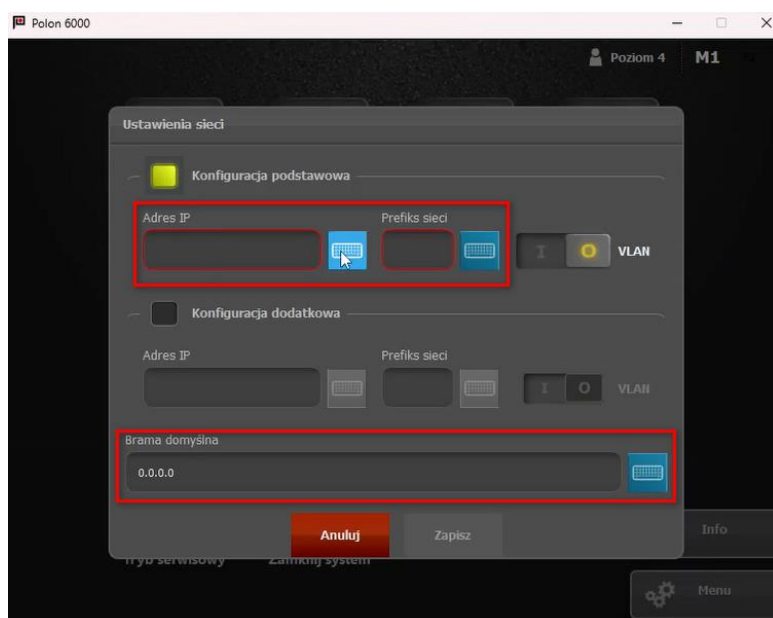 Polon 6000
Poziom 4 M1
Ustawienia sieci
Konfiguracja podstawowa
Adres IP Prefiks sieci
I O VLAN
Konfiguracja dodatkowa
Adres IP Prefiks sieci
I O VLAN
Brama domyślna
0.0.0.0
Anuluj Zapisz
Info
Tryb serwisowy Zamknij system
Menu